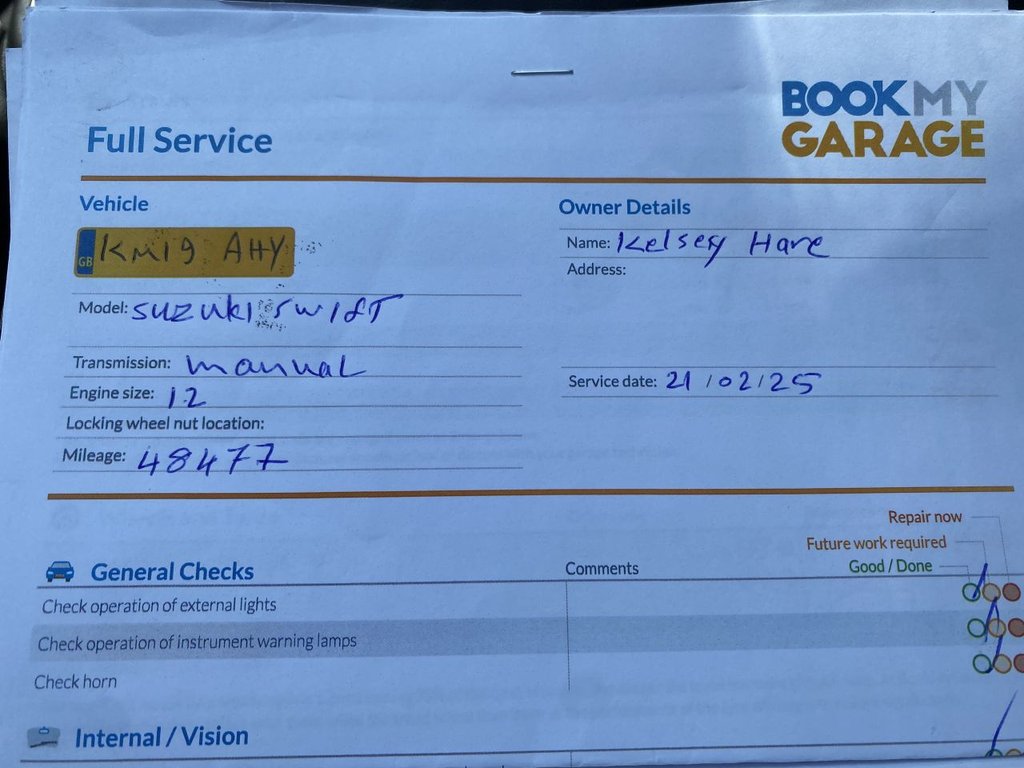 BOOKMY
GARAGE
Full Service
Vehicle
GB KM19 AHY
Model: SUZUKI SWIFT
Transmission: manual
Engine size: 1.2
Locking wheel nut location:
Mileage: 48477
Owner Details
Name: Kelsey Hare
Address:
Service date: 21/02/25
Repair now
Future work required
Good / Done
General Checks
Comments
Check operation of external lights
Check operation of instrument warning lamps
Check horn
Internal / Vision